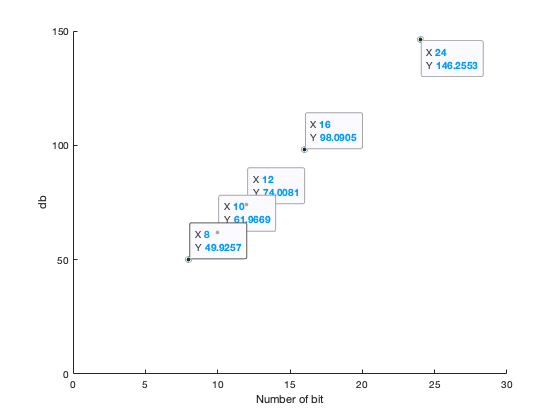 150
X 24
Y 146.2553
X 16
Y 98.0905
100
X 12
Y 74.0081
X 10
Y 61.9669
X 8
Y 49.9257
50
0
db
0 5 10 15 20 25 30
Number of bit